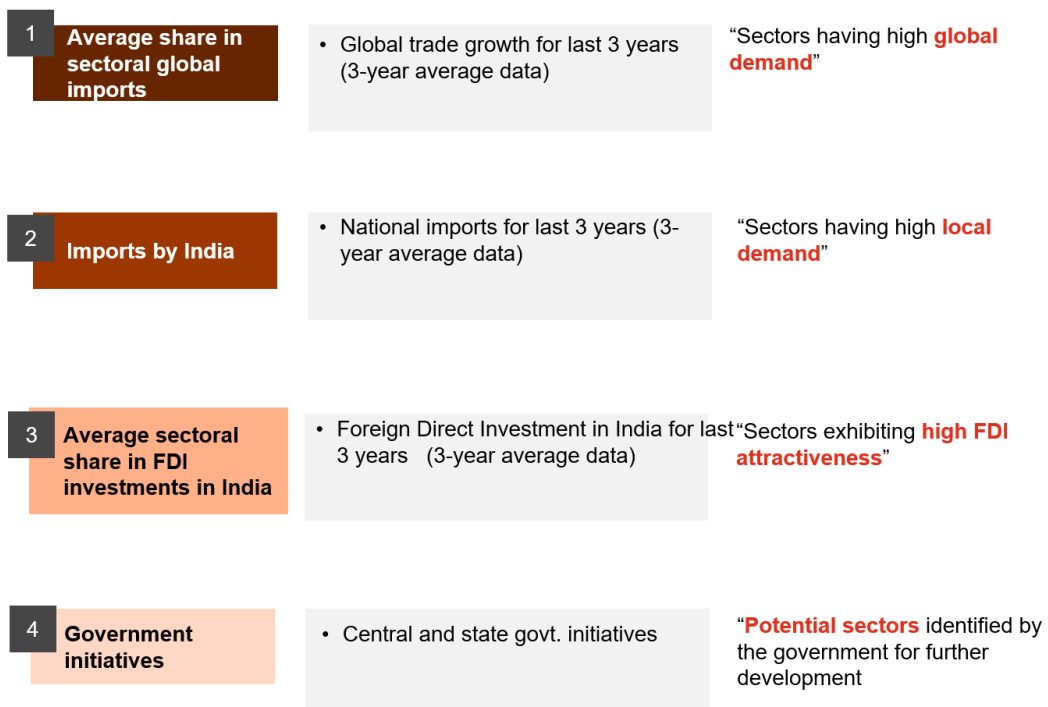 1
Average share in
sectoral global
imports
• Global trade growth for last 3 years
(3-year average data)
“Sectors having high global
demand”
2
Imports by India
• National imports for last 3 years (3-
year average data)
“Sectors having high local
demand”
3
Average sectoral
share in FDI
investments in India
• Foreign Direct Investment in India for last
3 years   (3-year average data)
“Sectors exhibiting high FDI
attractiveness”
4
Government
initiatives
• Central and state govt. initiatives
“Potential sectors identified by
the government for further
development